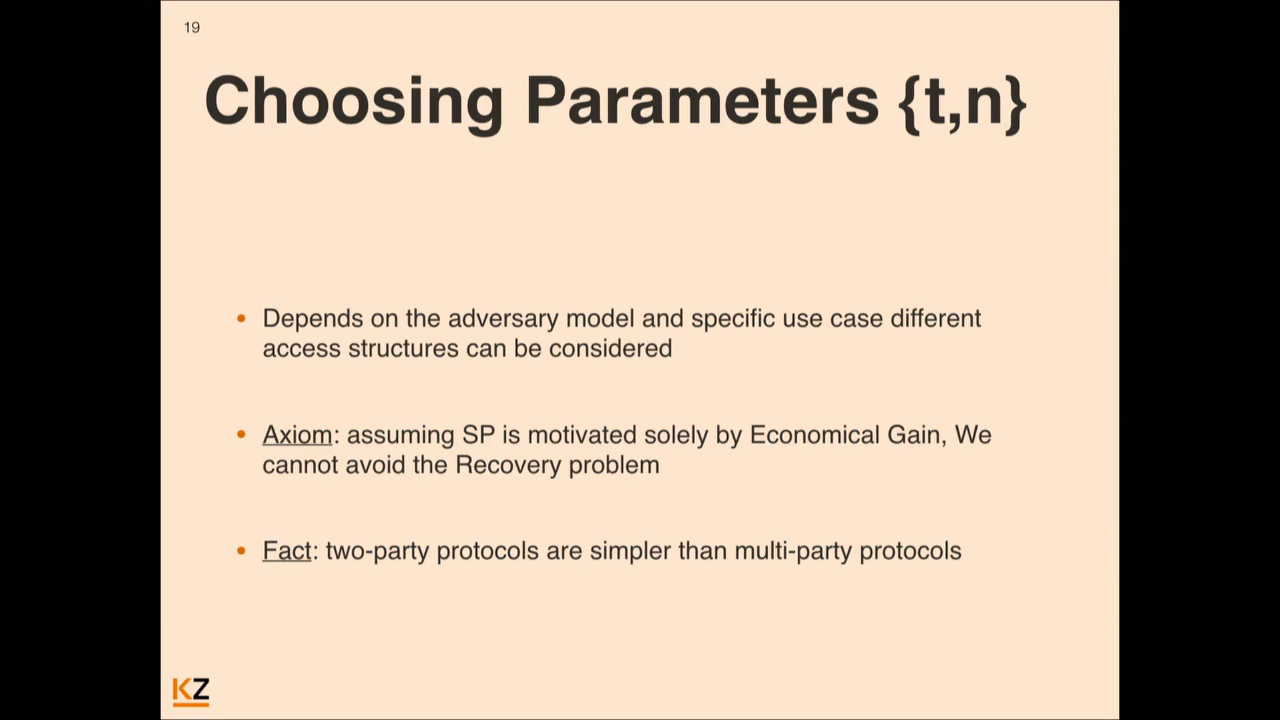 19
Choosing Parameters {t,n}
• Depends on the adversary model and specific use case different
access structures can be considered
• Axiom: assuming SP is motivated solely by Economical Gain, We
cannot avoid the Recovery problem
• Fact: two-party protocols are simpler than multi-party protocols
KZ